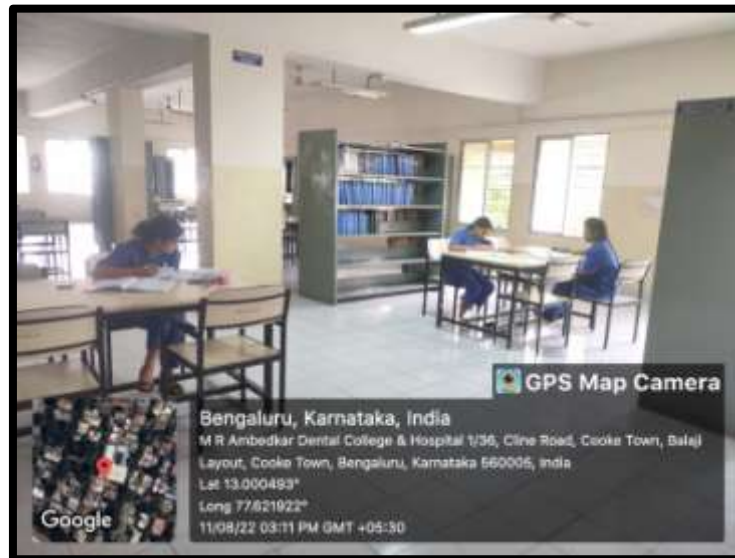 GPS Map Camera
Bengaluru, Karnataka, India
M R Ambedkar Dental College & Hospital 1/36, Cline Road, Cooke Town, Balaji
Layout, Cooke Town, Bengaluru, Karnataka 560005, India
Lat 13.000493°
Long 77.621922°
11/08/22 03:11 PM GMT +05:30
Google